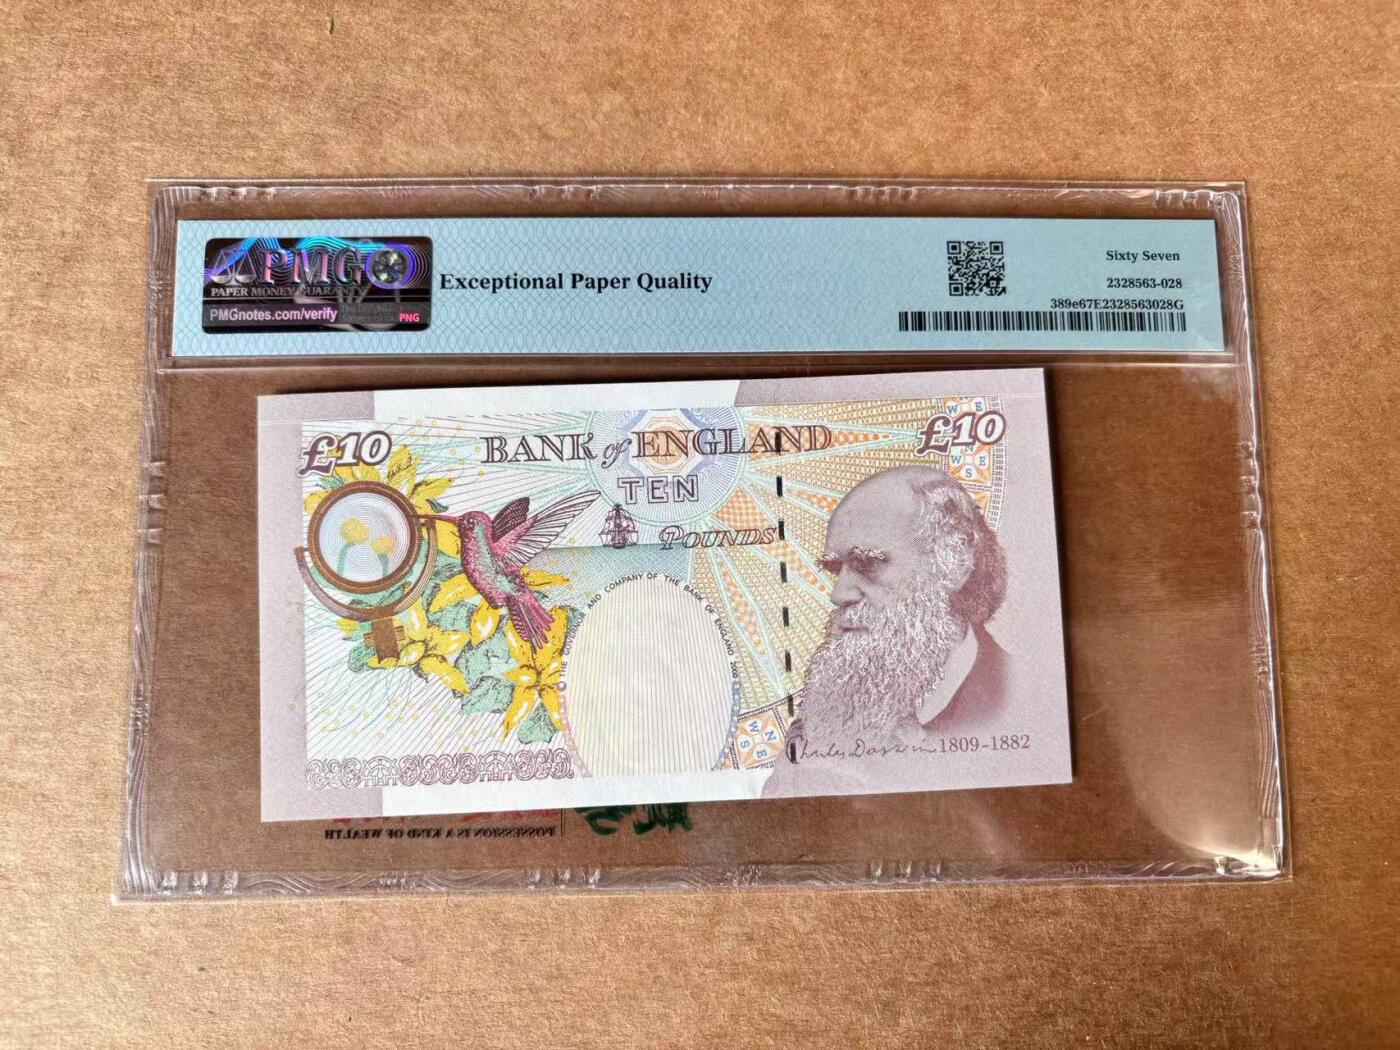 PMG
PAPER MONEY GUARANTY
PMGnotes.com/verify
PNG
Exceptional Paper Quality
Sixty Seven
2328563-028
389e67E2328563028G
£10
BANK of ENGLAND
£10
TEN
POUNDS
W E
N
W E
S
© THE GOVERNOR AND COMPANY OF THE BANK OF ENGLAND 2000
N
W E
S
Charles Darwin 1809-1882
POSSESSION IS A KIND OF WEALTH